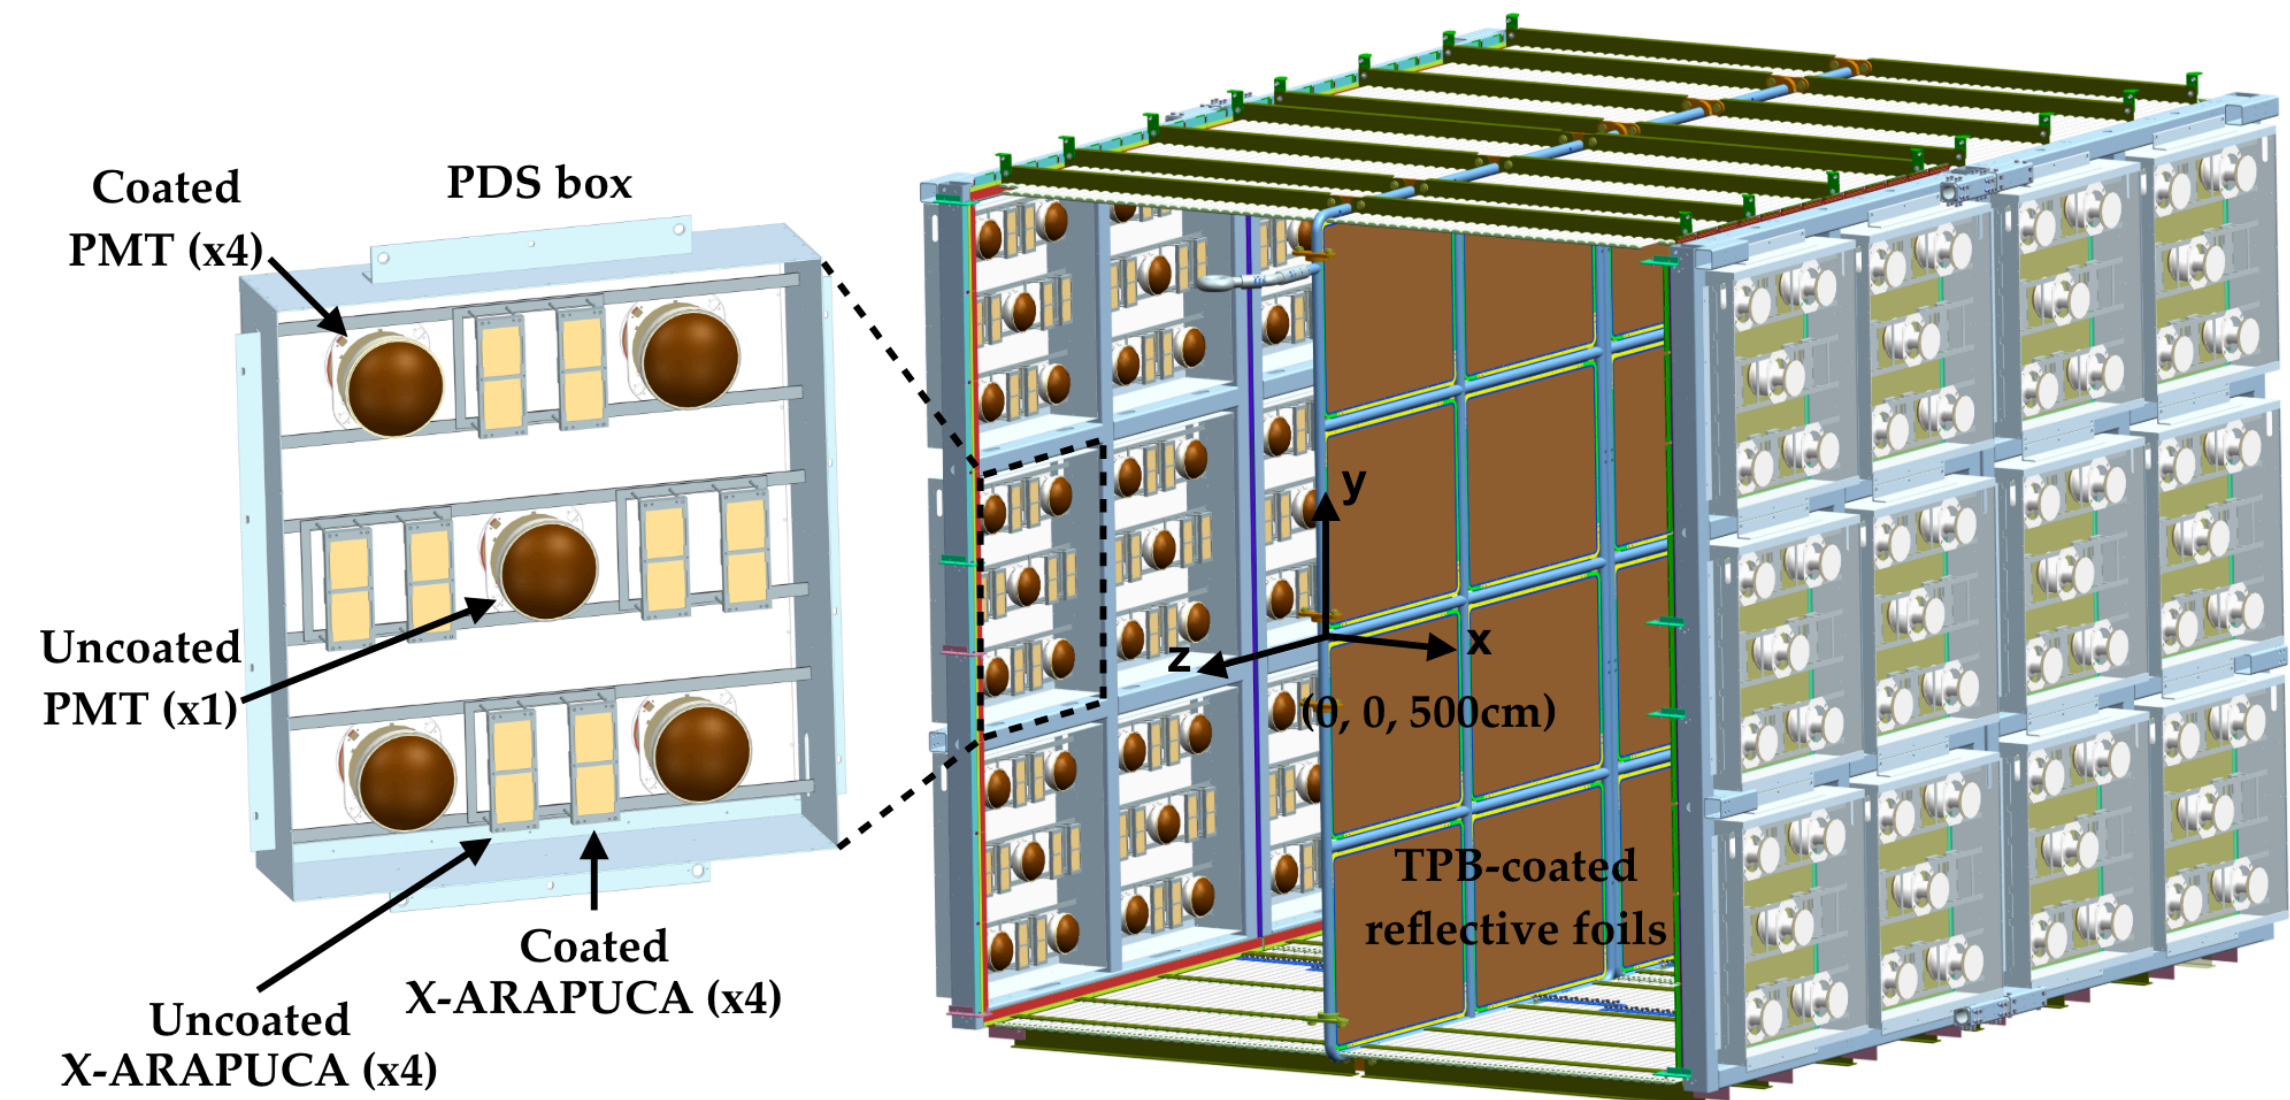 PDS box
Coated
PMT (x4)
Uncoated
PMT (x1)
Uncoated
X-ARAPUCA (x4)
Coated
X-ARAPUCA (x4)
y
x
z
(0, 0, 500cm)
TPB-coated
reflective foils